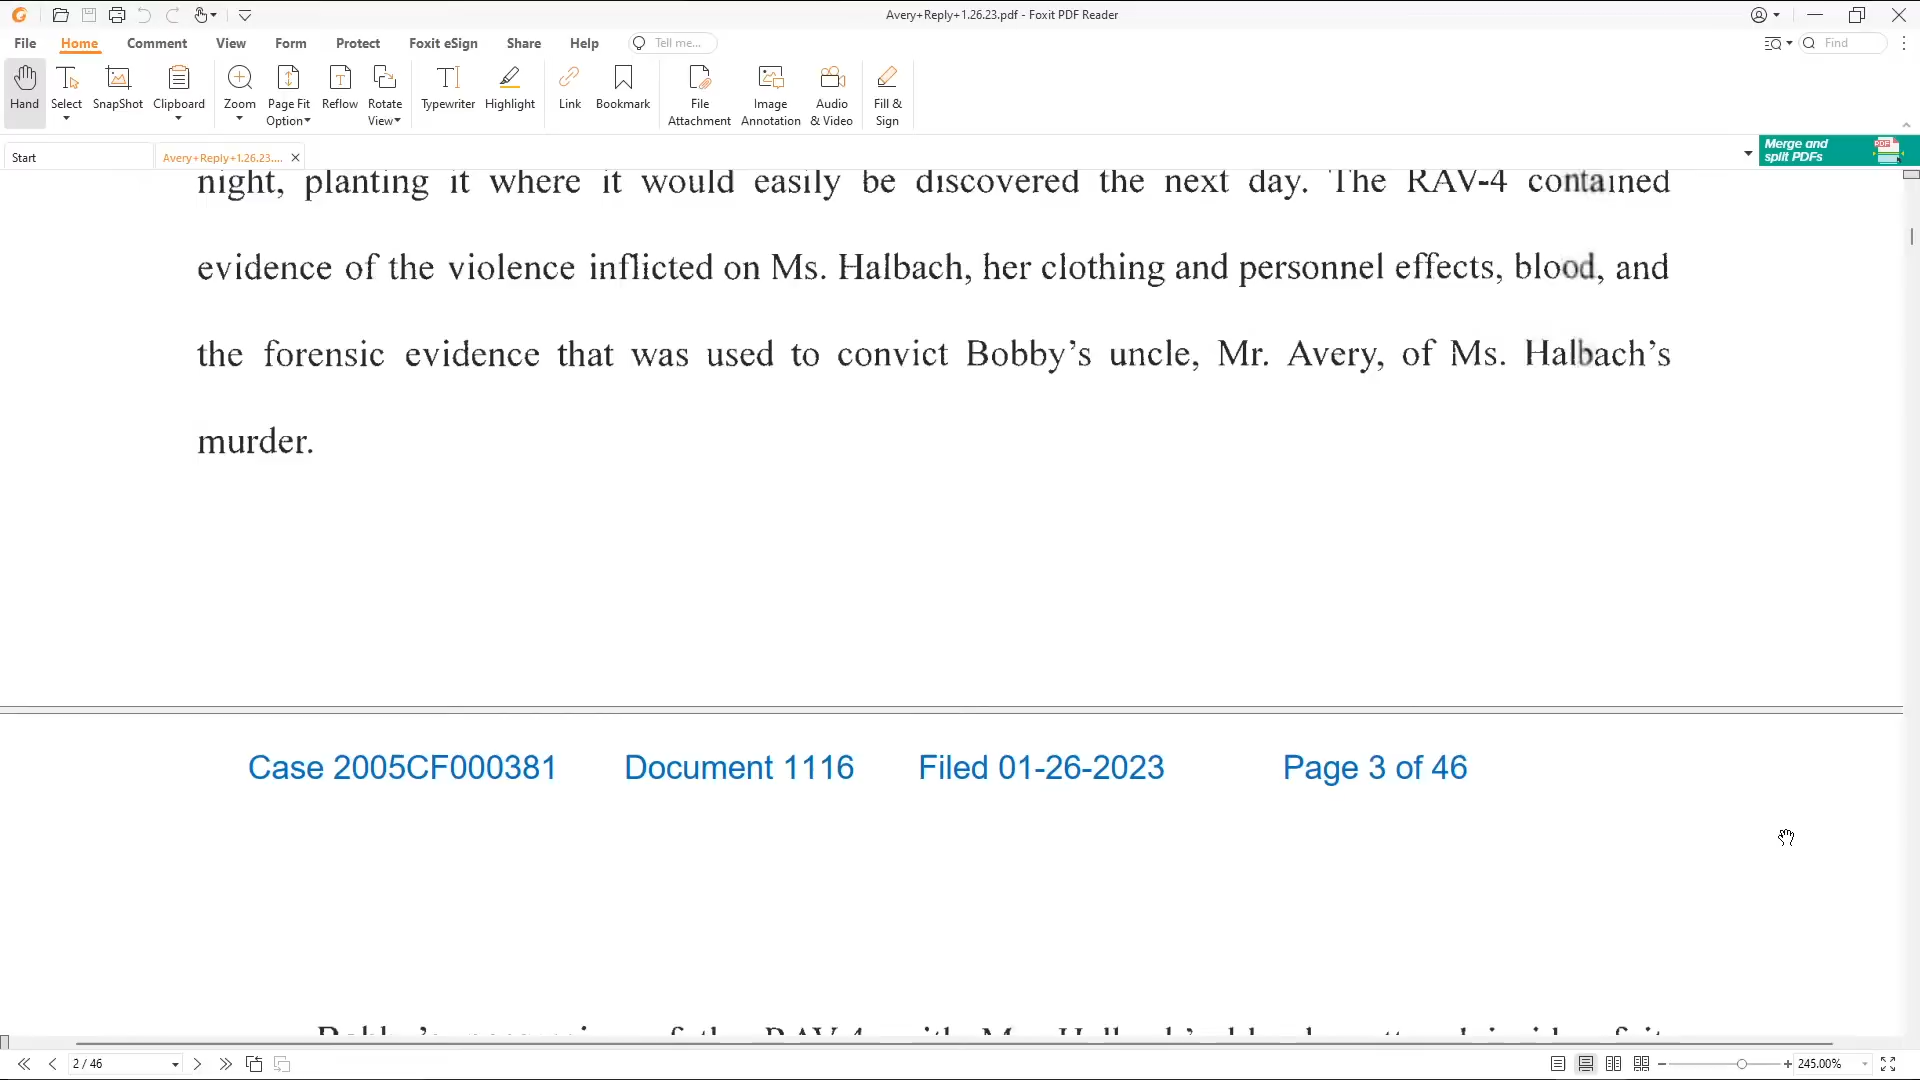 Avery+Reply+1.26.23.pdf - Foxit PDF Reader
File Home Comment View Form Protect Foxit eSign Share Help Tell me... Find
Hand Select SnapShot Clipboard Zoom Page Fit Option Reflow Rotate View Typewriter Highlight Link Bookmark File Attachment Image Annotation Audio & Video Fill & Sign
Start Avery+Reply+1.26.23.... Merge and split PDFs
night, planting it where it would easily be discovered the next day. The RAV-4 contained
evidence of the violence inflicted on Ms. Halbach, her clothing and personnel effects, blood, and
the forensic evidence that was used to convict Bobby's uncle, Mr. Avery, of Ms. Halbach's
murder.
Case 2005CF000381 Document 1116 Filed 01-26-2023 Page 3 of 46
2 / 46 245.00%